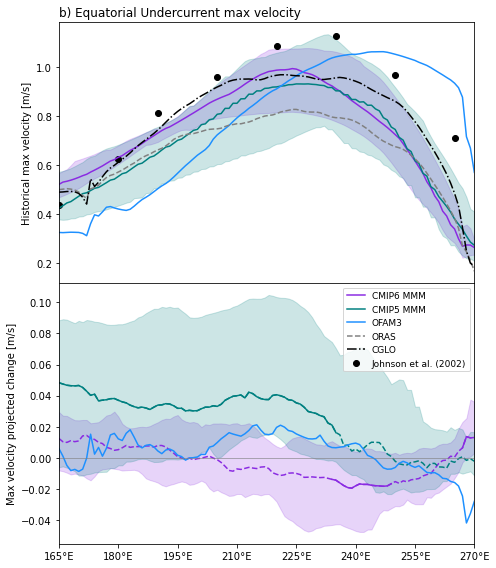 b) Equatorial Undercurrent max velocity
Historical max velocity [m/s]
1.0
0.8
0.6
0.4
0.2
Max velocity projected change [m/s]
0.10
0.08
0.06
0.04
0.02
0.00
−0.02
−0.04
CMIP6 MMM
CMIP5 MMM
OFAM3
ORAS
CGLO
Johnson et al. (2002)
165°E 180°E 195°E 210°E 225°E 240°E 255°E 270°E